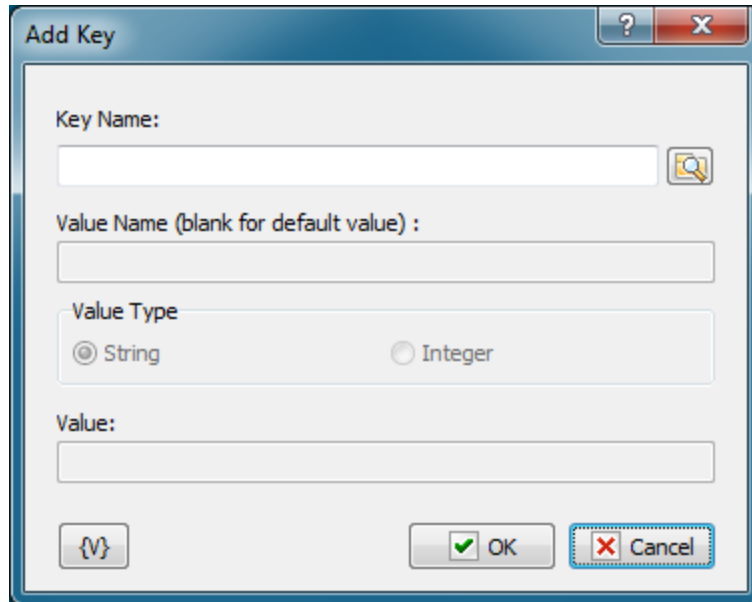 Add Key
?
Key Name:
Value Name (blank for default value) :
Value Type
String Integer
Value:
{V} OK Cancel